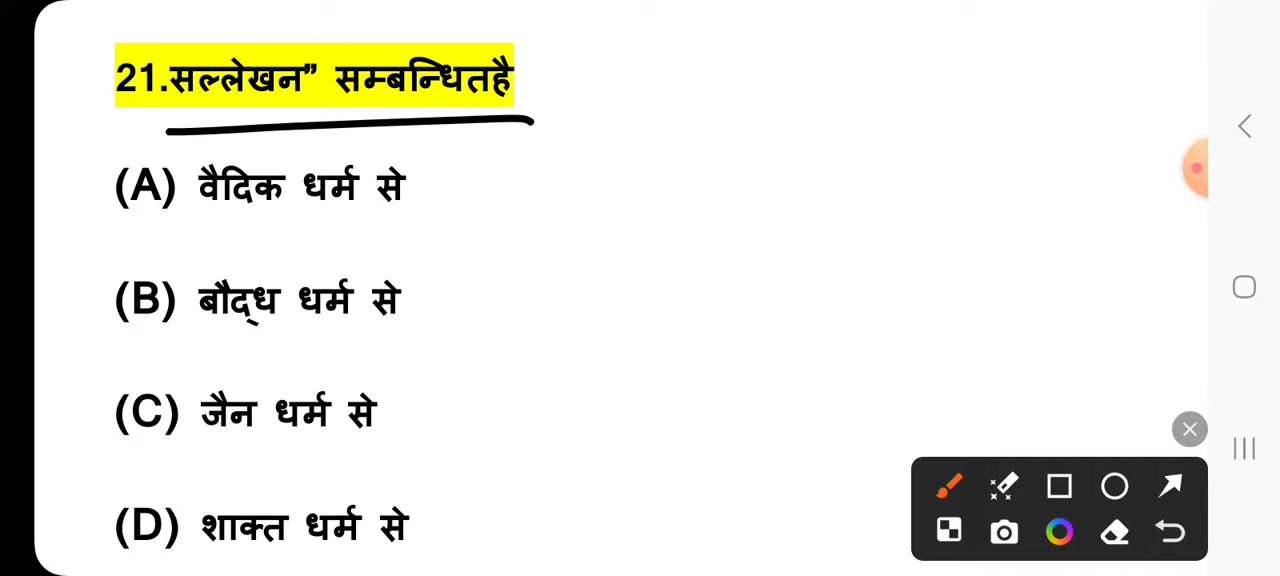 21.सल्लेखन” सम्बन्धितहै
(A) वैदिक धर्म से
(B) बौद्ध धर्म से
(C) जैन धर्म से
(D) शाक्त धर्म से